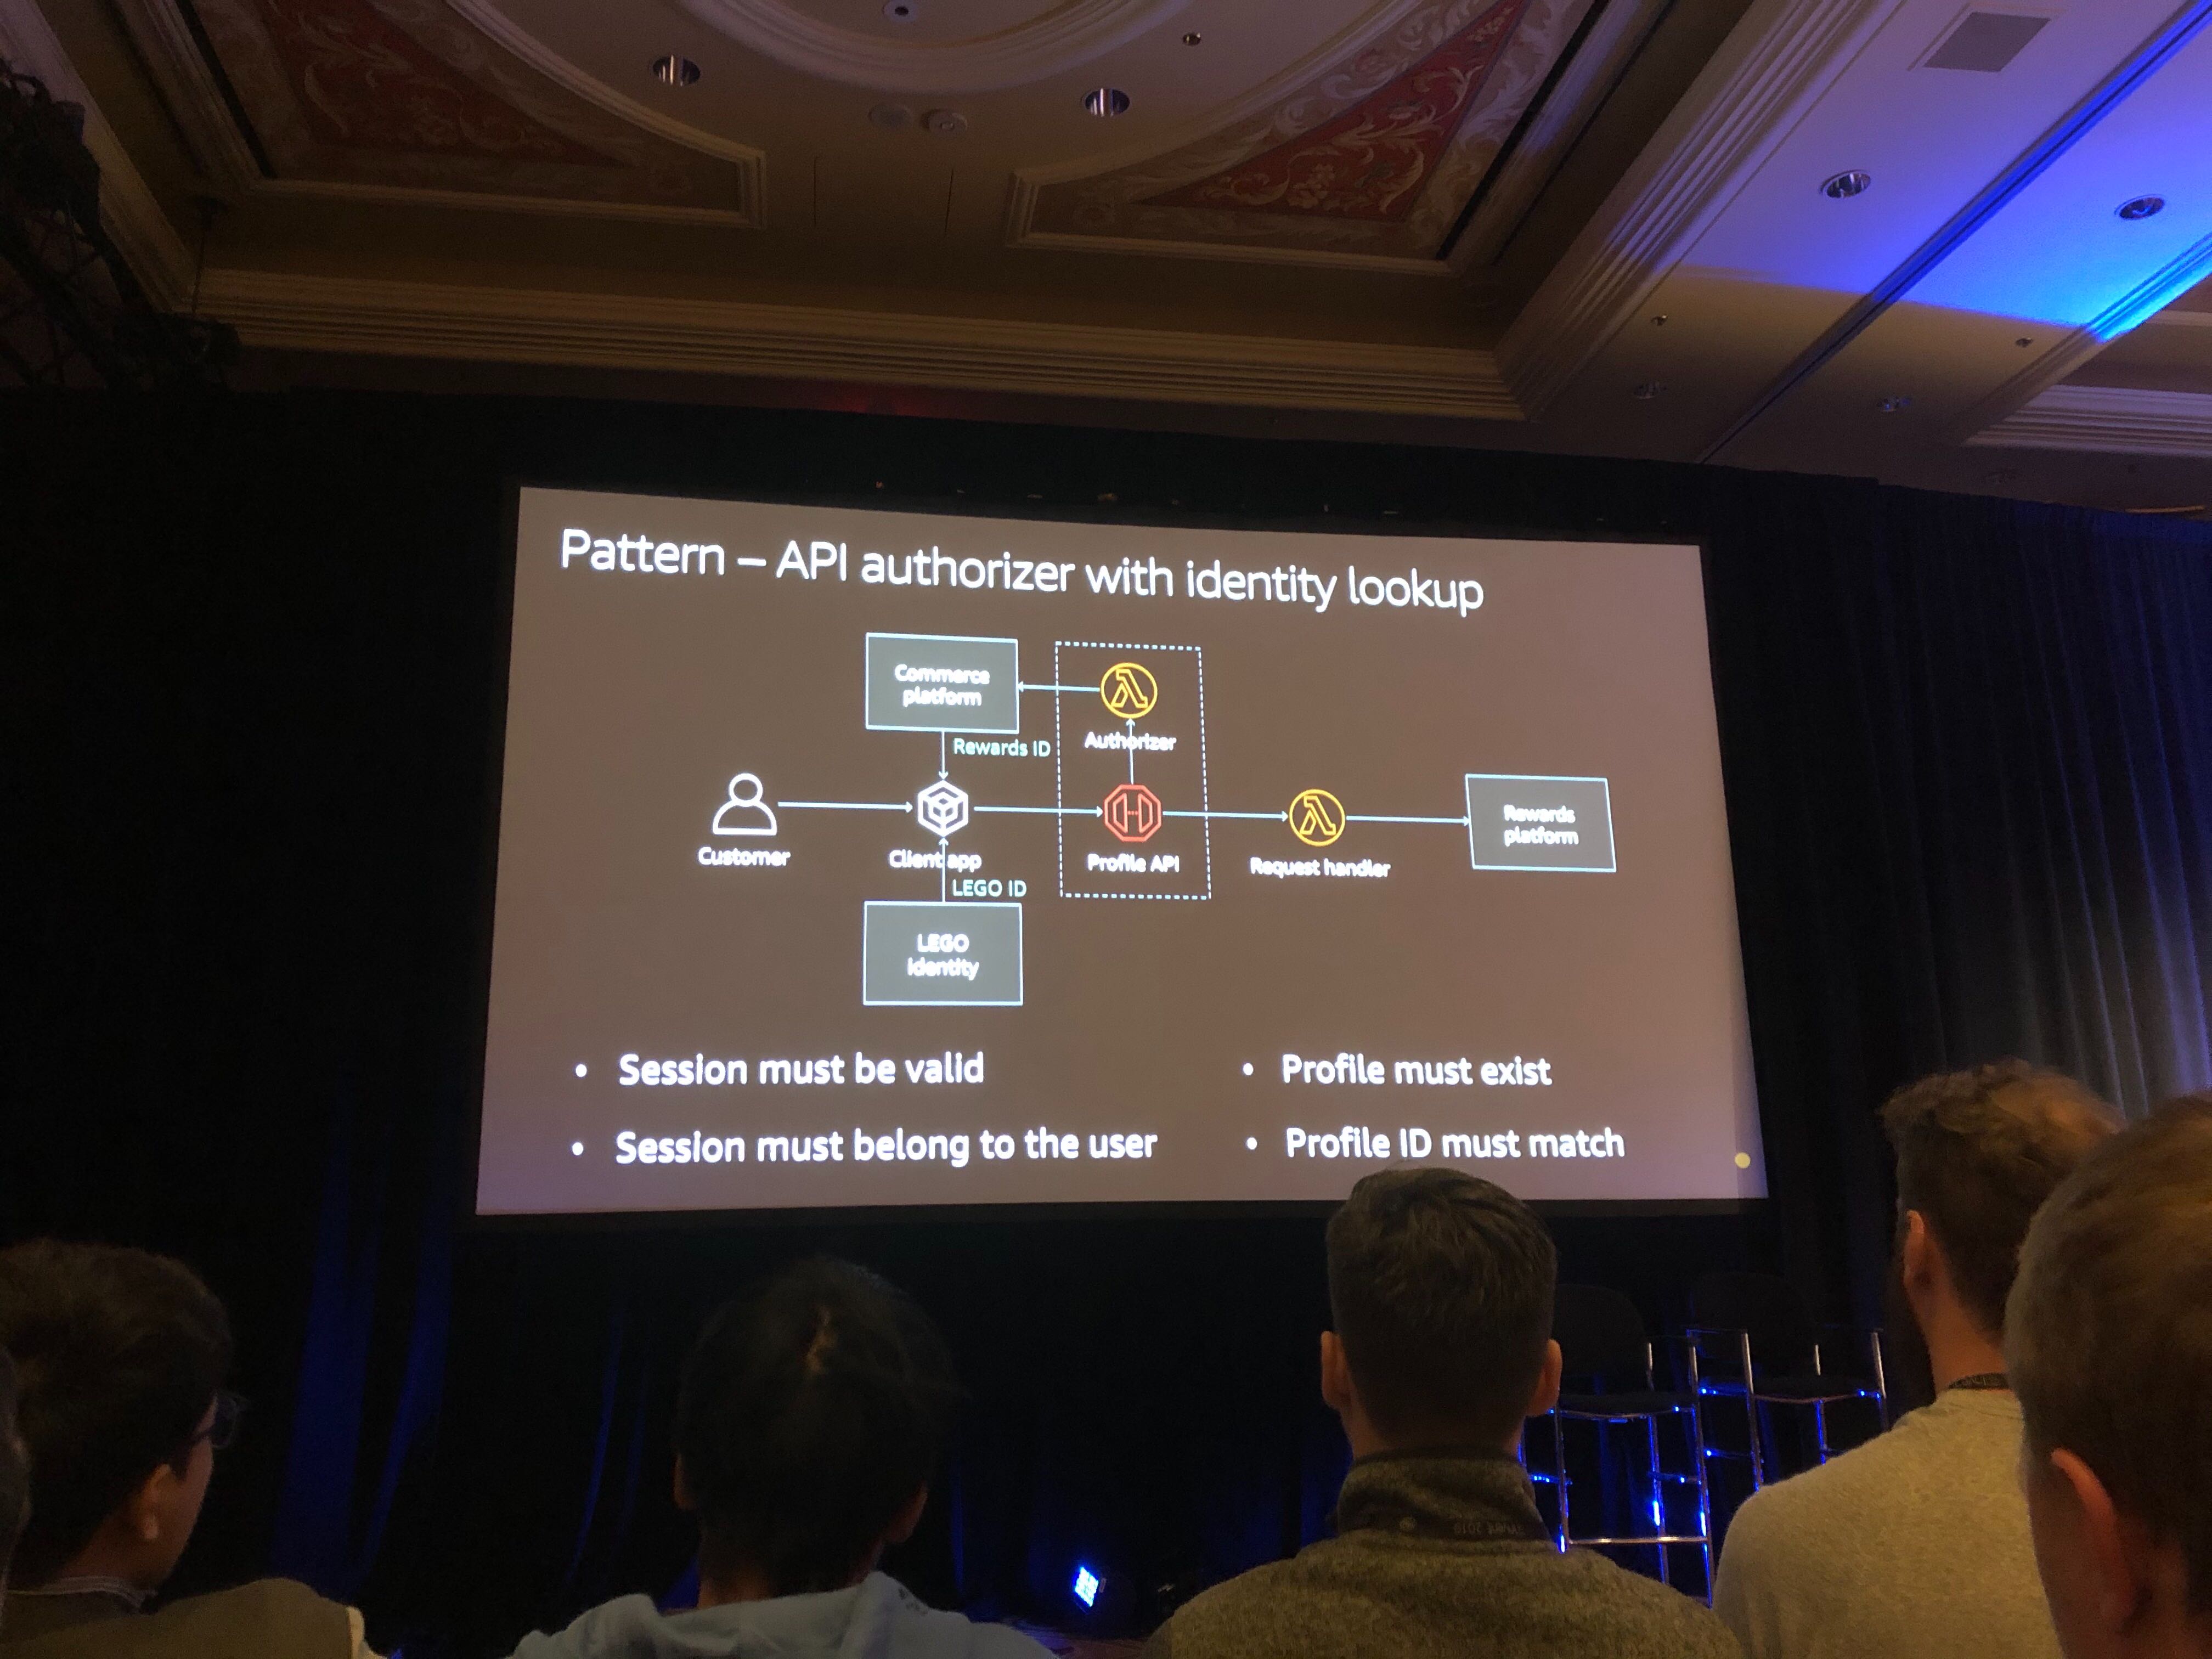 Pattern – API authorizer with identity lookup
Commerce
platform
Authorizer
Rewards ID
Customer
Client app
Profile API
Request handler
Rewards
platform
LEGO ID
LEGO
Identity
• Session must be valid
• Session must belong to the user
• Profile must exist
• Profile ID must match